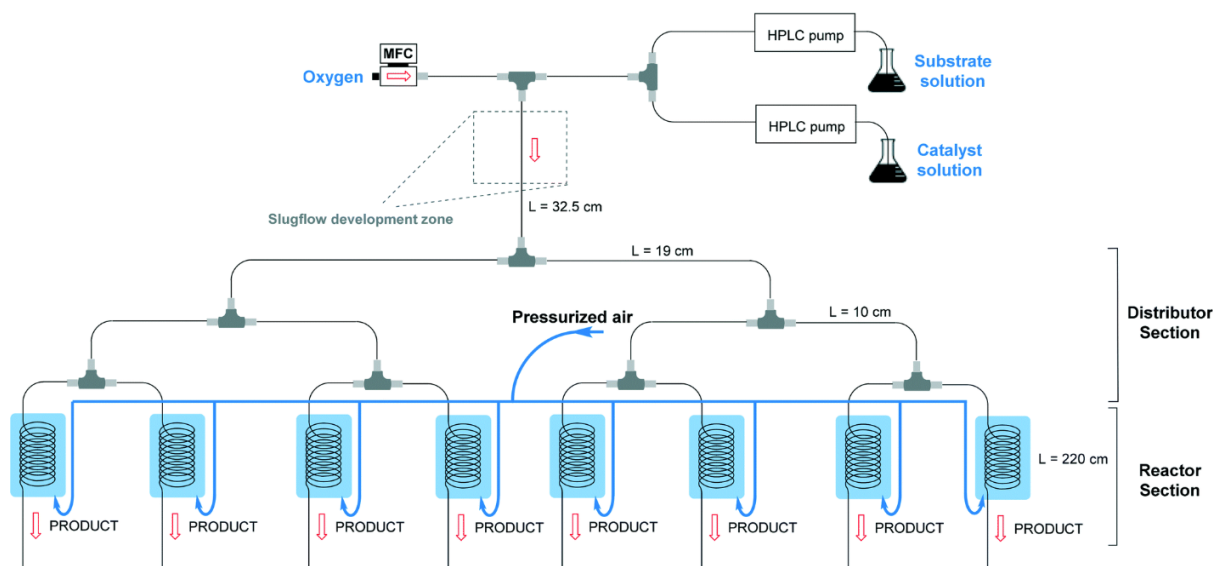 HPLC pump
MFC
Oxygen
Substrate
solution
HPLC pump
Catalyst
solution
Slugflow development zone
L = 32.5 cm
L = 19 cm
Pressurized air
L = 10 cm
Distributor
Section
L = 220 cm
Reactor
Section
PRODUCT
PRODUCT
PRODUCT
PRODUCT
PRODUCT
PRODUCT
PRODUCT
PRODUCT